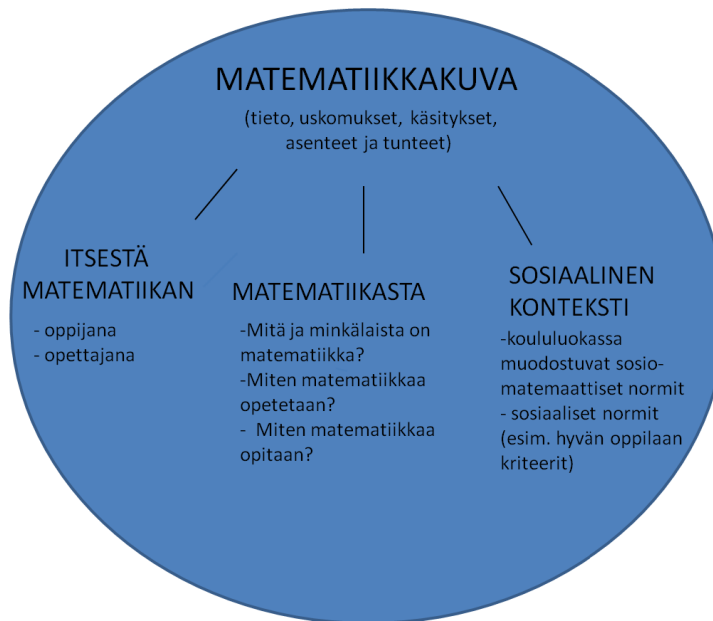 MATEMATIIKKAKUVA
(tieto, uskomukset, käsitykset,
asenteet ja tunteet)
ITSESTÄ
MATEMATIIKAN
- oppijana
- opettajana
MATEMATIIKASTA
-Mitä ja minkälaista on
matematiikka?
-Miten matematiikkaa
opetetaan?
- Miten matematiikkaa
opitaan?
SOSIAALINEN
KONTEKSTI
-koululuokassa
muodostuvat sosio-
matemaattiset normit
- sosiaaliset normit
(esim. hyvän oppilaan
kriteerit)